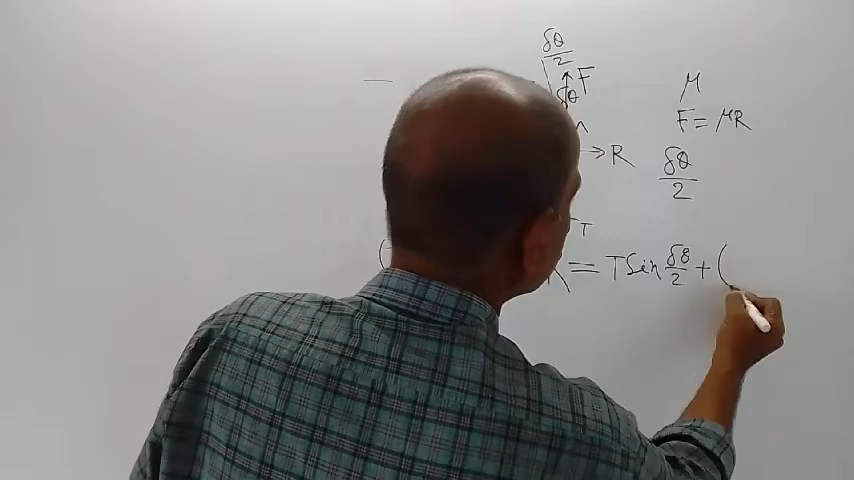 δθ/2
F
μ
δθ
F = μR
→ R
δθ/2
T
R = T Sin δθ/2 + (